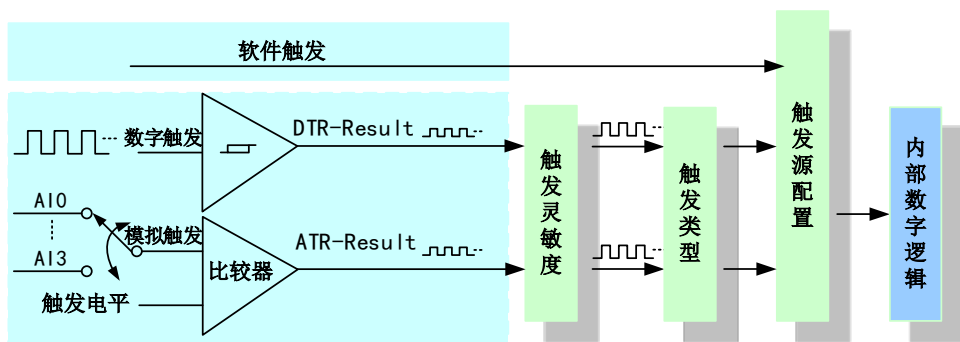 软件触发
数字触发
DTR-Result
AI0
AI3
模拟触发
触发电平
比较器
ATR-Result
触发灵敏度
触发类型
触发源配置
内部数字逻辑